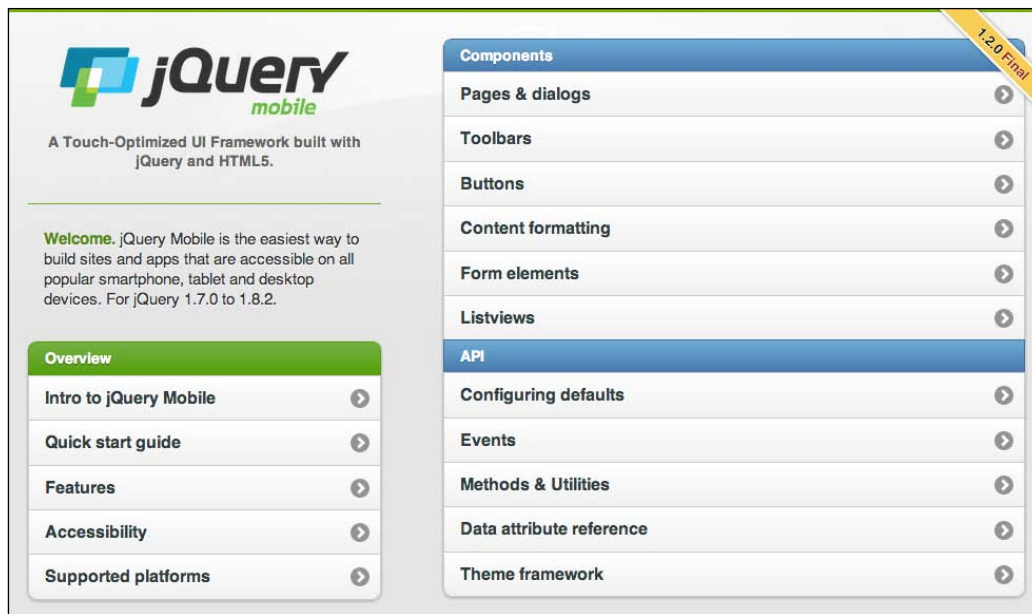 jQuery
mobile
A Touch-Optimized UI Framework built with
jQuery and HTML5.
Welcome. jQuery Mobile is the easiest way to
build sites and apps that are accessible on all
popular smartphone, tablet and desktop
devices. For jQuery 1.7.0 to 1.8.2.
Overview
Intro to jQuery Mobile
Quick start guide
Features
Accessibility
Supported platforms
1.2.0 Final
Components
Pages & dialogs
Toolbars
Buttons
Content formatting
Form elements
Listviews
API
Configuring defaults
Events
Methods & Utilities
Data attribute reference
Theme framework